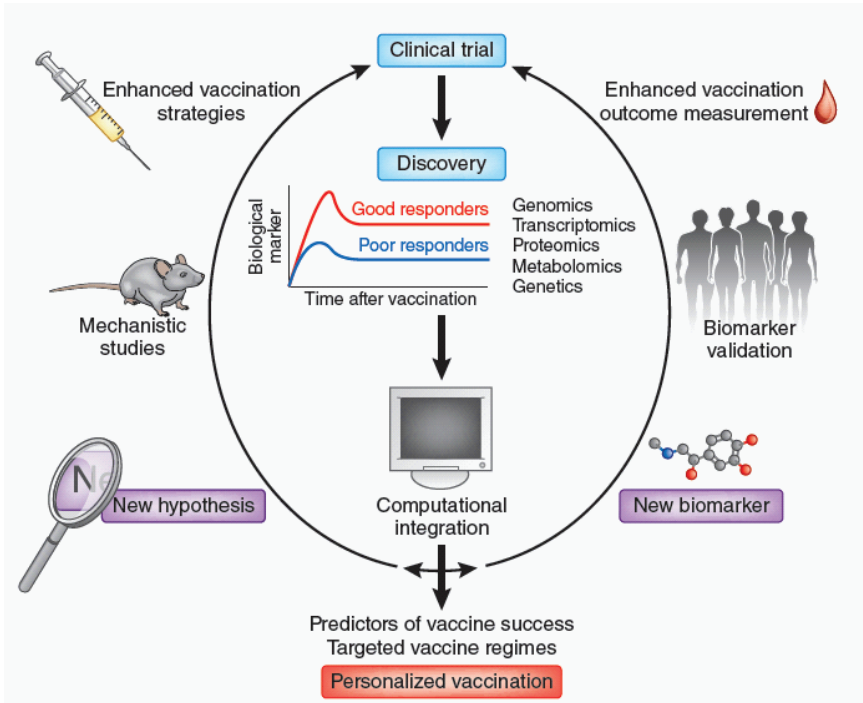 Clinical trial
Enhanced vaccination
strategies
Enhanced vaccination
outcome measurement
Discovery
Biological
marker
Good responders
Poor responders
Time after vaccination
Genomics
Transcriptomics
Proteomics
Metabolomics
Genetics
Mechanistic
studies
Biomarker
validation
Ne
New hypothesis
Computational
integration
New biomarker
Predictors of vaccine success
Targeted vaccine regimes
Personalized vaccination